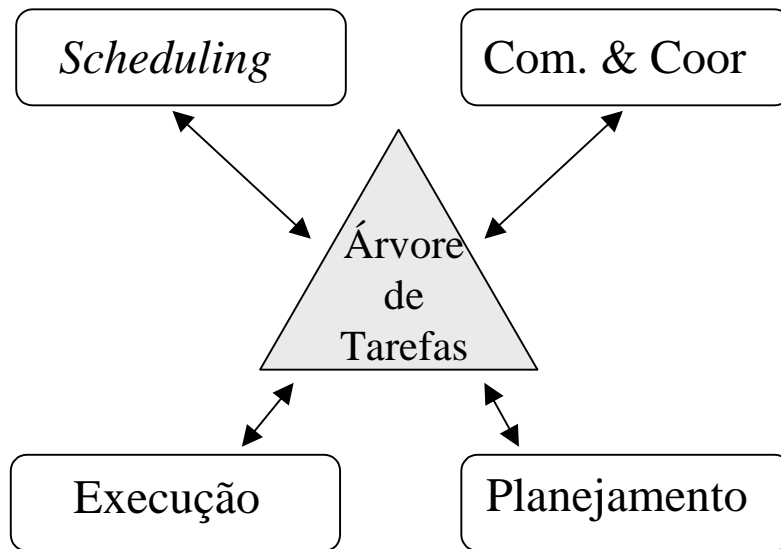 Scheduling
Com. & Coor
Árvore
de
Tarefas
Execução
Planejamento